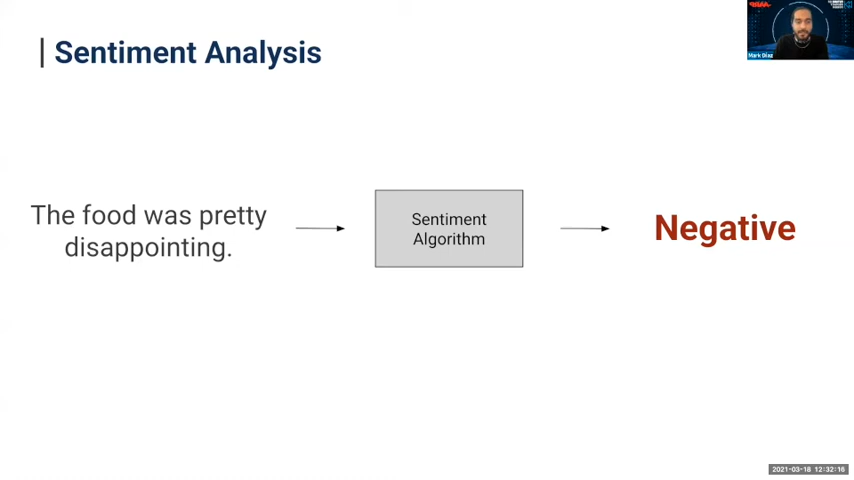 | Sentiment Analysis
The food was pretty
disappointing.
Sentiment
Algorithm
Negative
Mark Díaz
2021-03-18 12:32:16